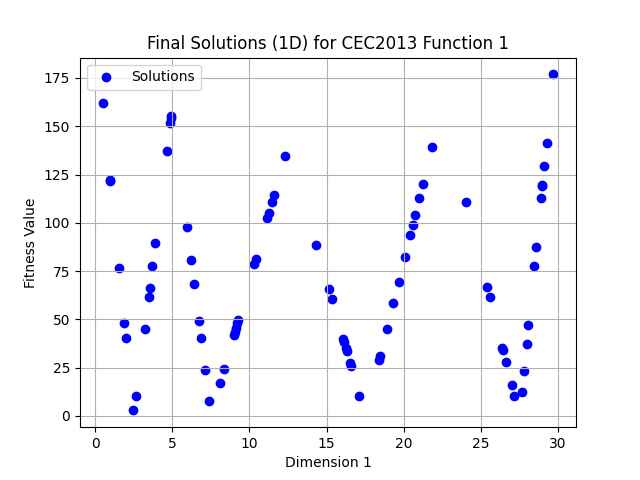 Final Solutions (1D) for CEC2013 Function 1
Solutions
175
150
125
100
75
50
25
0
Fitness Value
0 5 10 15 20 25 30
Dimension 1